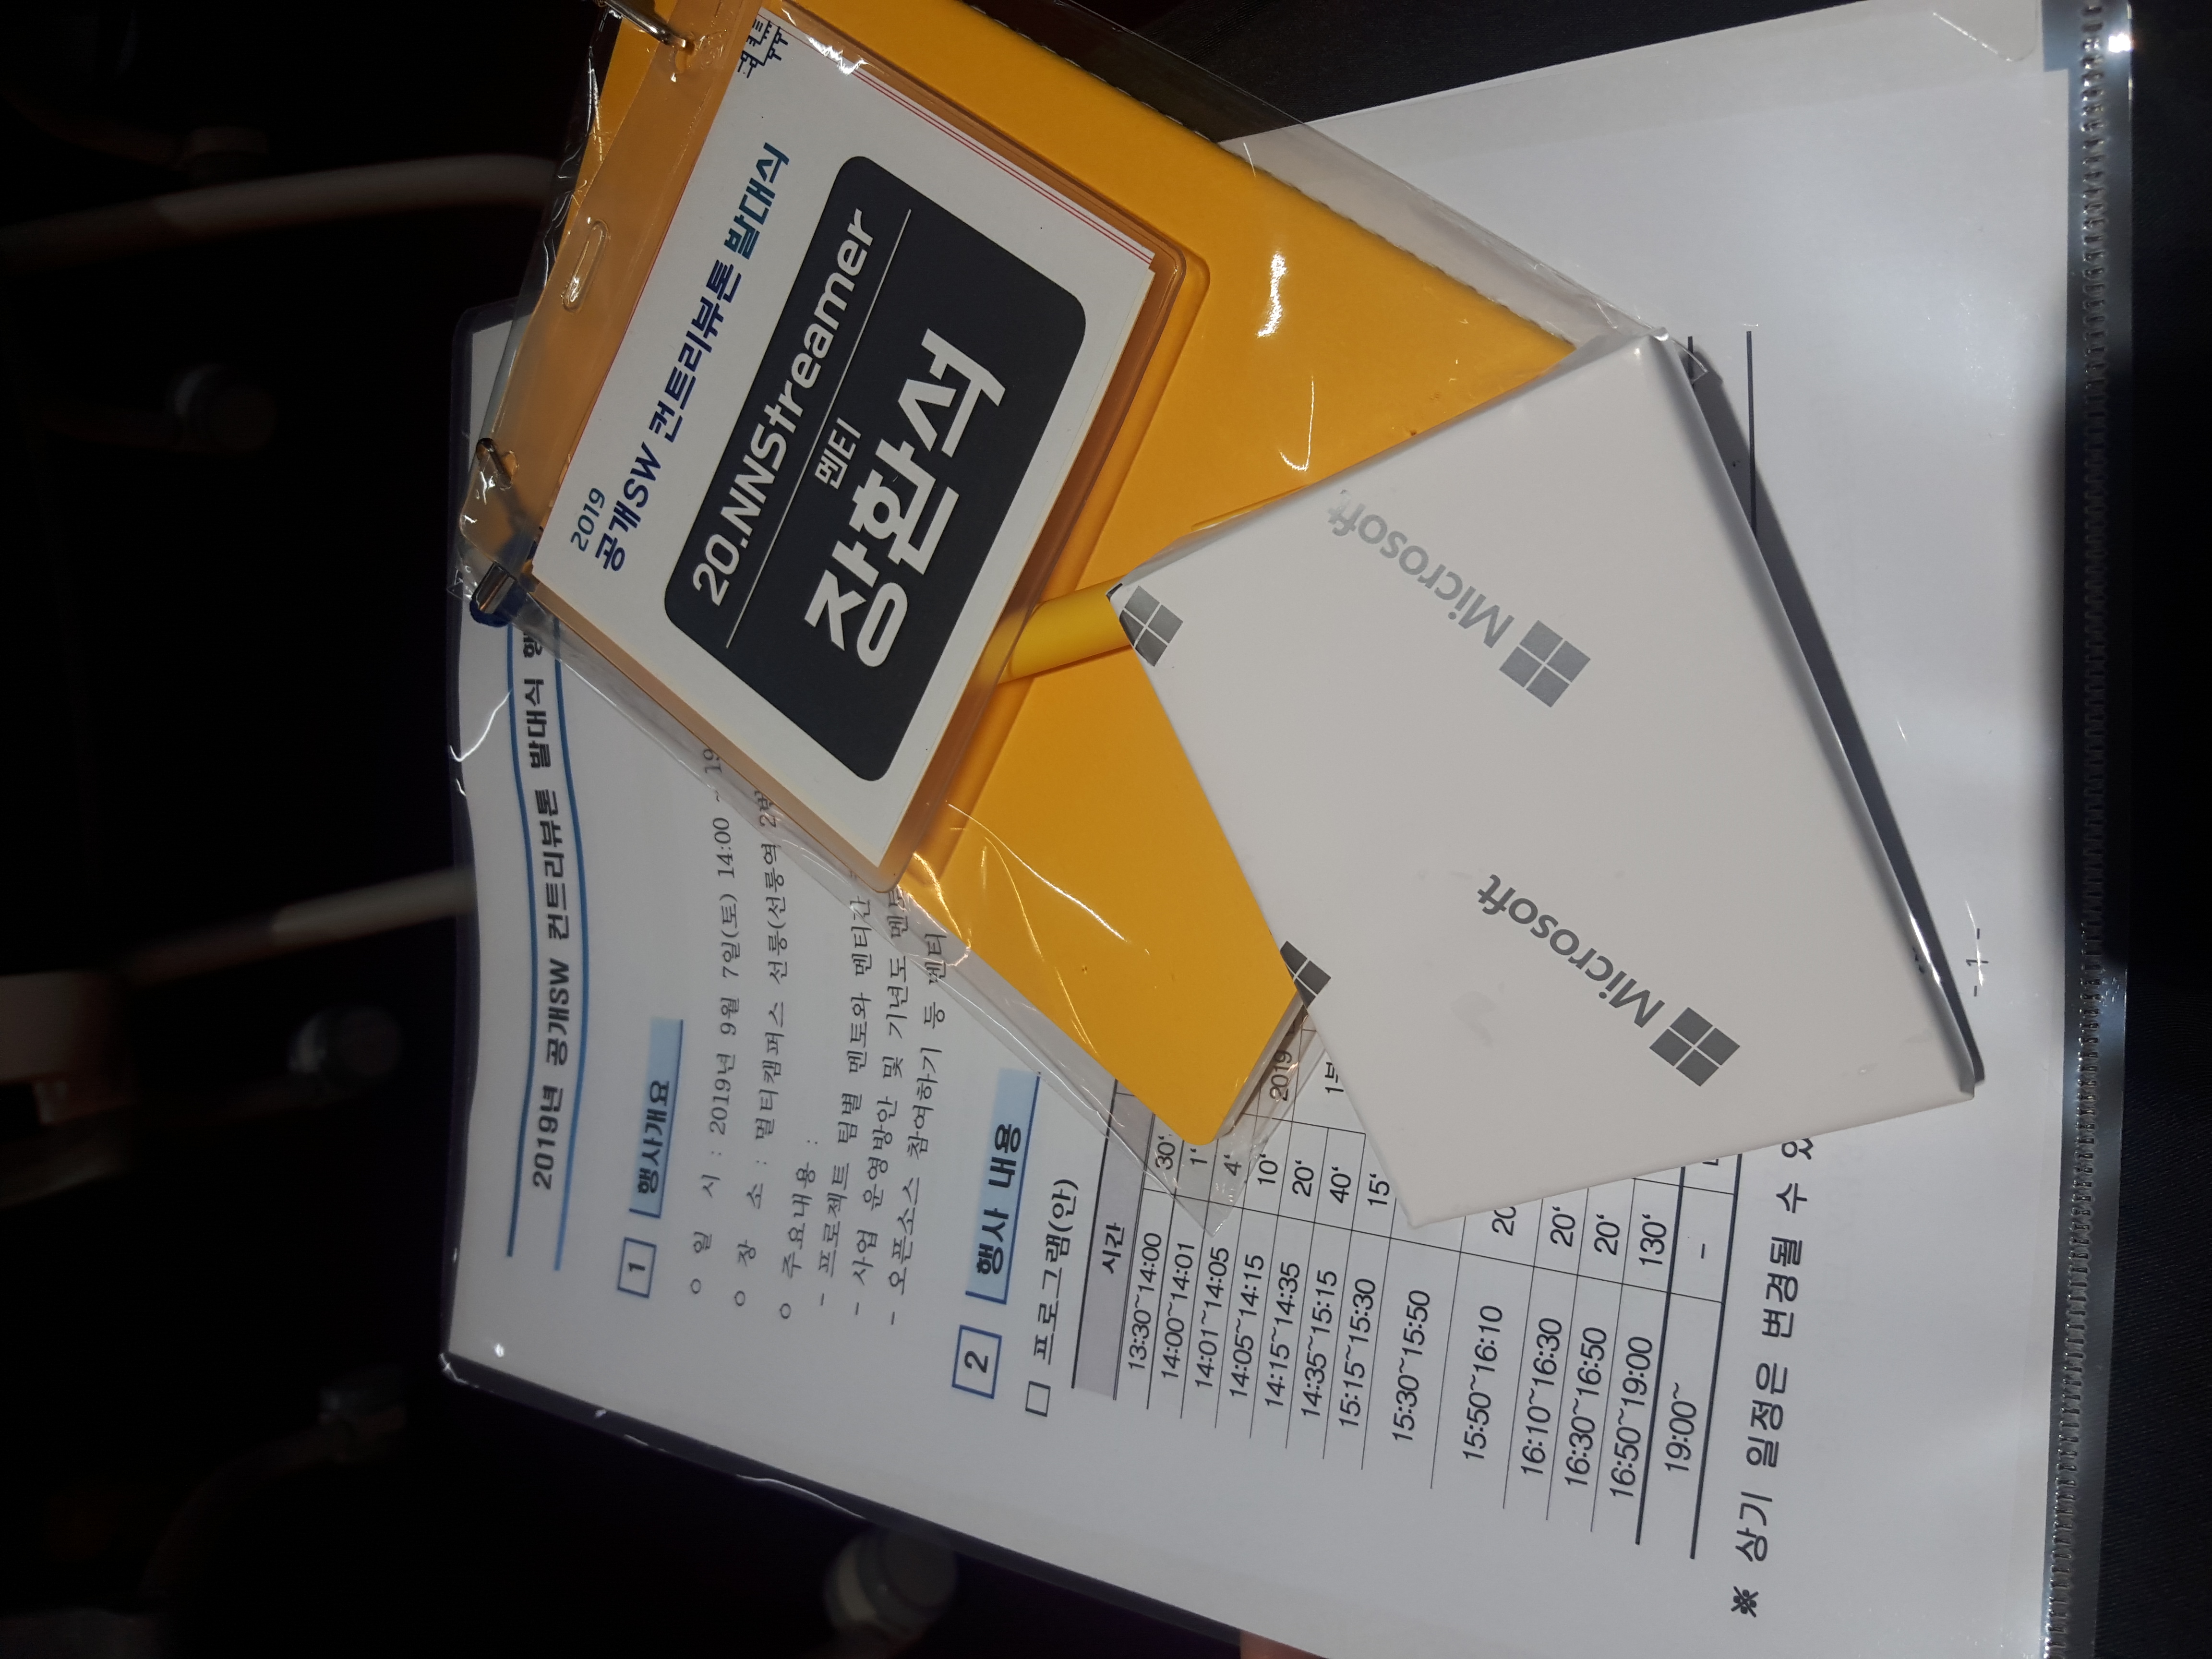 2019년 공개SW 컨트리뷰톤 발대식
1 행사개요
ㅇ 일 시 : 2019년 9월 7일(토) 14:00 ~ 19
ㅇ 장 소 : 멀티캠퍼스 선릉(선릉역
ㅇ 주요내용 :
- 프로젝트 팀별 멘토와 멘티간
- 사업 운영방안 및 기년도 멘토
- 오픈소스 참여하기 등 멘티
2 행사 내용
□ 프로그램(안)
시간
13:30~14:00 30‘
14:00~14:01 1‘
14:01~14:05 4‘
14:05~14:15 10‘ 2019
14:15~14:35 20‘
14:35~15:15 40‘ 1부
15:15~15:30 15‘
15:30~15:50
15:50~16:10 20
16:10~16:30 20‘
16:30~16:50 20‘
16:50~19:00 130‘
19:00~ -
※ 상기 일정은 변경될 수
- 1 -
2019
공개SW 컨트리뷰톤 발대식
20.NNStreamer
멘티
장환석
Microsoft
Microsoft